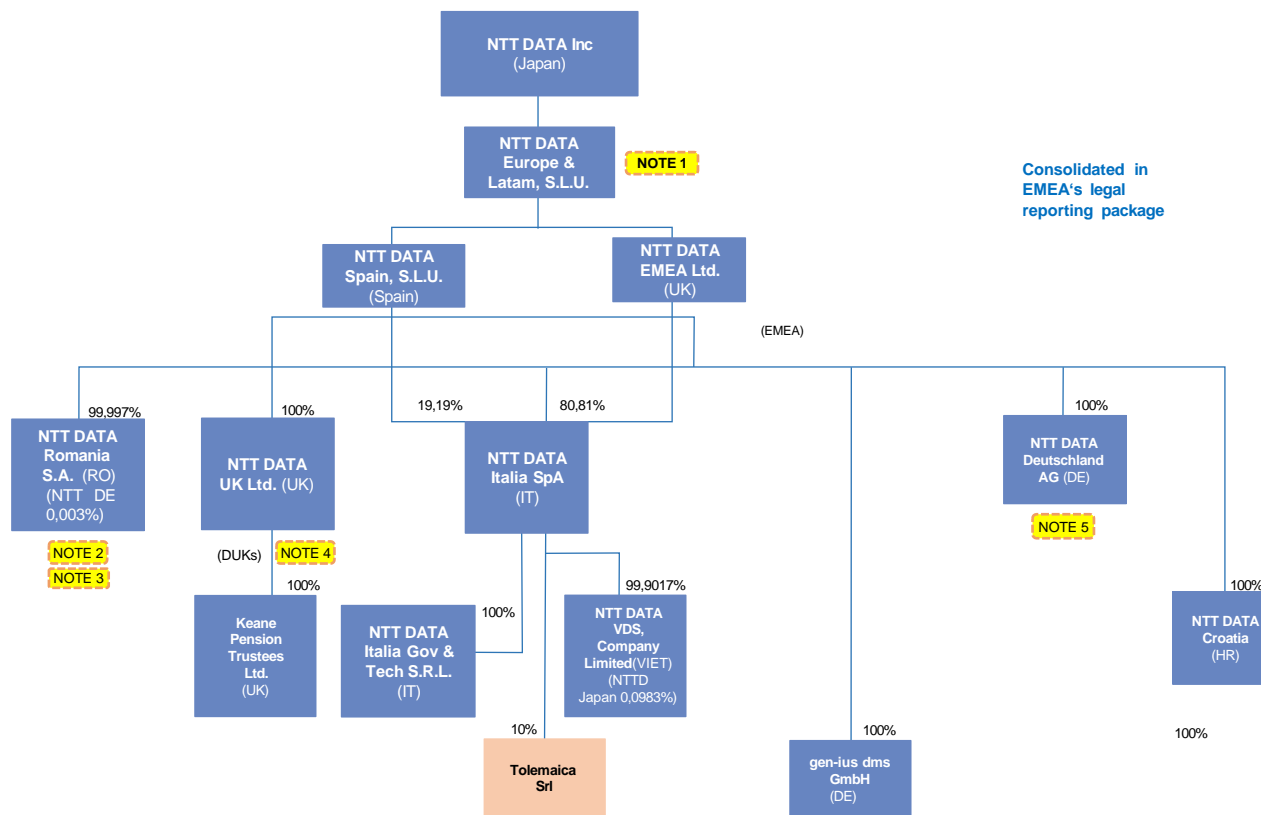 NTT DATA Inc
(Japan)
NTT DATA
Europe &
Latam, S.L.U.
NOTE 1
Consolidated in
EMEA‘s legal
reporting package
NTT DATA
Spain, S.L.U.
(Spain)
NTT DATA
EMEA Ltd.
(UK)
(EMEA)
99,997%
100%
19,19%
80,81%
100%
NTT DATA
Romania
S.A. (RO)
(NTT DE
0,003%)
NTT DATA
UK Ltd. (UK)
NTT DATA
Italia SpA
(IT)
NTT DATA
Deutschland
AG (DE)
NOTE 2
NOTE 3
(DUKs)
NOTE 4
NOTE 5
100%
100%
99,9017%
100%
Keane
Pension
Trustees
Ltd.
(UK)
NTT DATA
Italia Gov &
Tech S.R.L.
(IT)
NTT DATA
VDS,
Company
Limited(VIET)
(NTTD
Japan 0,0983%)
NTT DATA
Croatia
(HR)
10%
100%
100%
Tolemaica
Srl
gen-ius dms
GmbH
(DE)